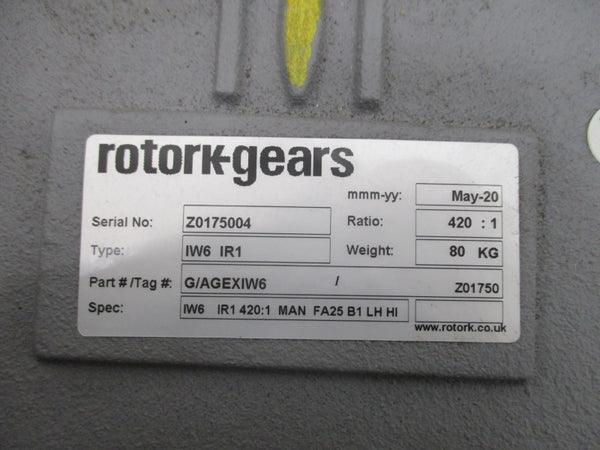 rotork-gears
mmm-yy: May-20
Serial No: Z0175004 Ratio: 420 : 1
Type: IW6 IR1 Weight: 80 KG
Part # /Tag #: G/AGEXIW6 / Z01750
Spec: IW6 IR1 420:1 MAN FA25 B1 LH HI
www.rotork.co.uk